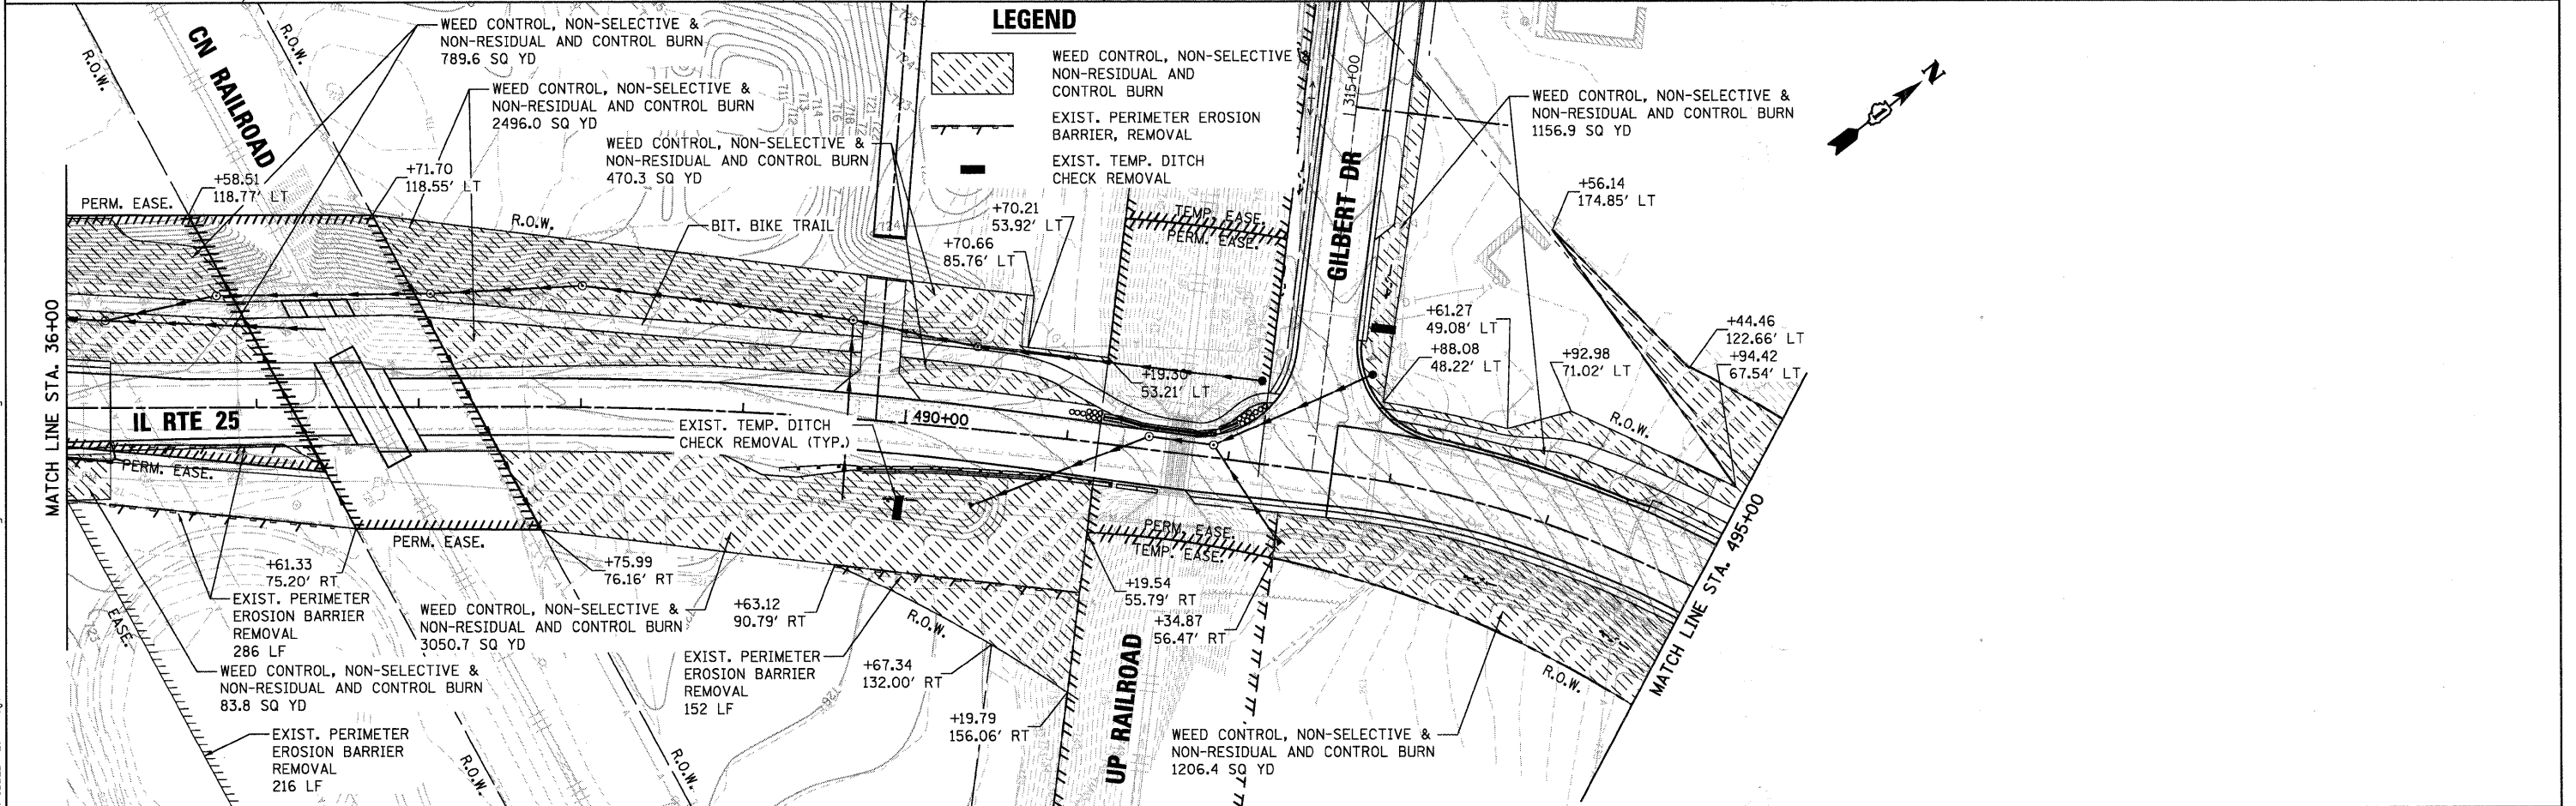 LEGEND
WEED CONTROL, NON-SELECTIVE
NON-RESIDUAL AND
CONTROL BURN
EXIST. PERIMETER EROSION
BARRIER, REMOVAL
EXIST. TEMP. DITCH
CHECK REMOVAL
WEED CONTROL, NON-SELECTIVE &
NON-RESIDUAL AND CONTROL BURN
789.6 SQ YD
WEED CONTROL, NON-SELECTIVE &
NON-RESIDUAL AND CONTROL BURN
2496.0 SQ YD
WEED CONTROL, NON-SELECTIVE &
NON-RESIDUAL AND CONTROL BURN
470.3 SQ YD
WEED CONTROL, NON-SELECTIVE &
NON-RESIDUAL AND CONTROL BURN
1156.9 SQ YD
N
R.O.W.
CN RAILROAD
R.O.W.
315+00
GILBERT DR
+58.51
118.77' LT
+71.70
118.55' LT
PERM. EASE.
R.O.W.
BIT. BIKE TRAIL
+70.21
53.92' LT
+70.66
85.76' LT
TEMP. EASE.
PERM. EASE.
+56.14
174.85' LT
+61.27
49.08' LT
+88.08
48.22' LT
+92.98
71.02' LT
+44.46
122.66' LT
+94.42
67.54' LT
+19.30
53.21' LT
R.O.W.
MATCH LINE STA. 36+00
IL RTE 25
490+00
EXIST. TEMP. DITCH
CHECK REMOVAL (TYP.)
PERM. EASE.
PERM. EASE.
PERM. EASE.
TEMP. EASE.
MATCH LINE STA. 495+00
+61.33
75.20' RT
EXIST. PERIMETER
EROSION BARRIER
REMOVAL
286 LF
+75.99
76.16' RT
WEED CONTROL, NON-SELECTIVE &
NON-RESIDUAL AND CONTROL BURN
3050.7 SQ YD
+63.12
90.79' RT
R.O.W.
+19.54
55.79' RT
+34.87
56.47' RT
EASE.
WEED CONTROL, NON-SELECTIVE &
NON-RESIDUAL AND CONTROL BURN
83.8 SQ YD
EXIST. PERIMETER
EROSION BARRIER
REMOVAL
152 LF
+67.34
132.00' RT
+19.79
156.06' RT
UP RAILROAD
R.O.W.
WEED CONTROL, NON-SELECTIVE &
NON-RESIDUAL AND CONTROL BURN
1206.4 SQ YD
EXIST. PERIMETER
EROSION BARRIER
REMOVAL
216 LF
R.O.W.
R.O.W.